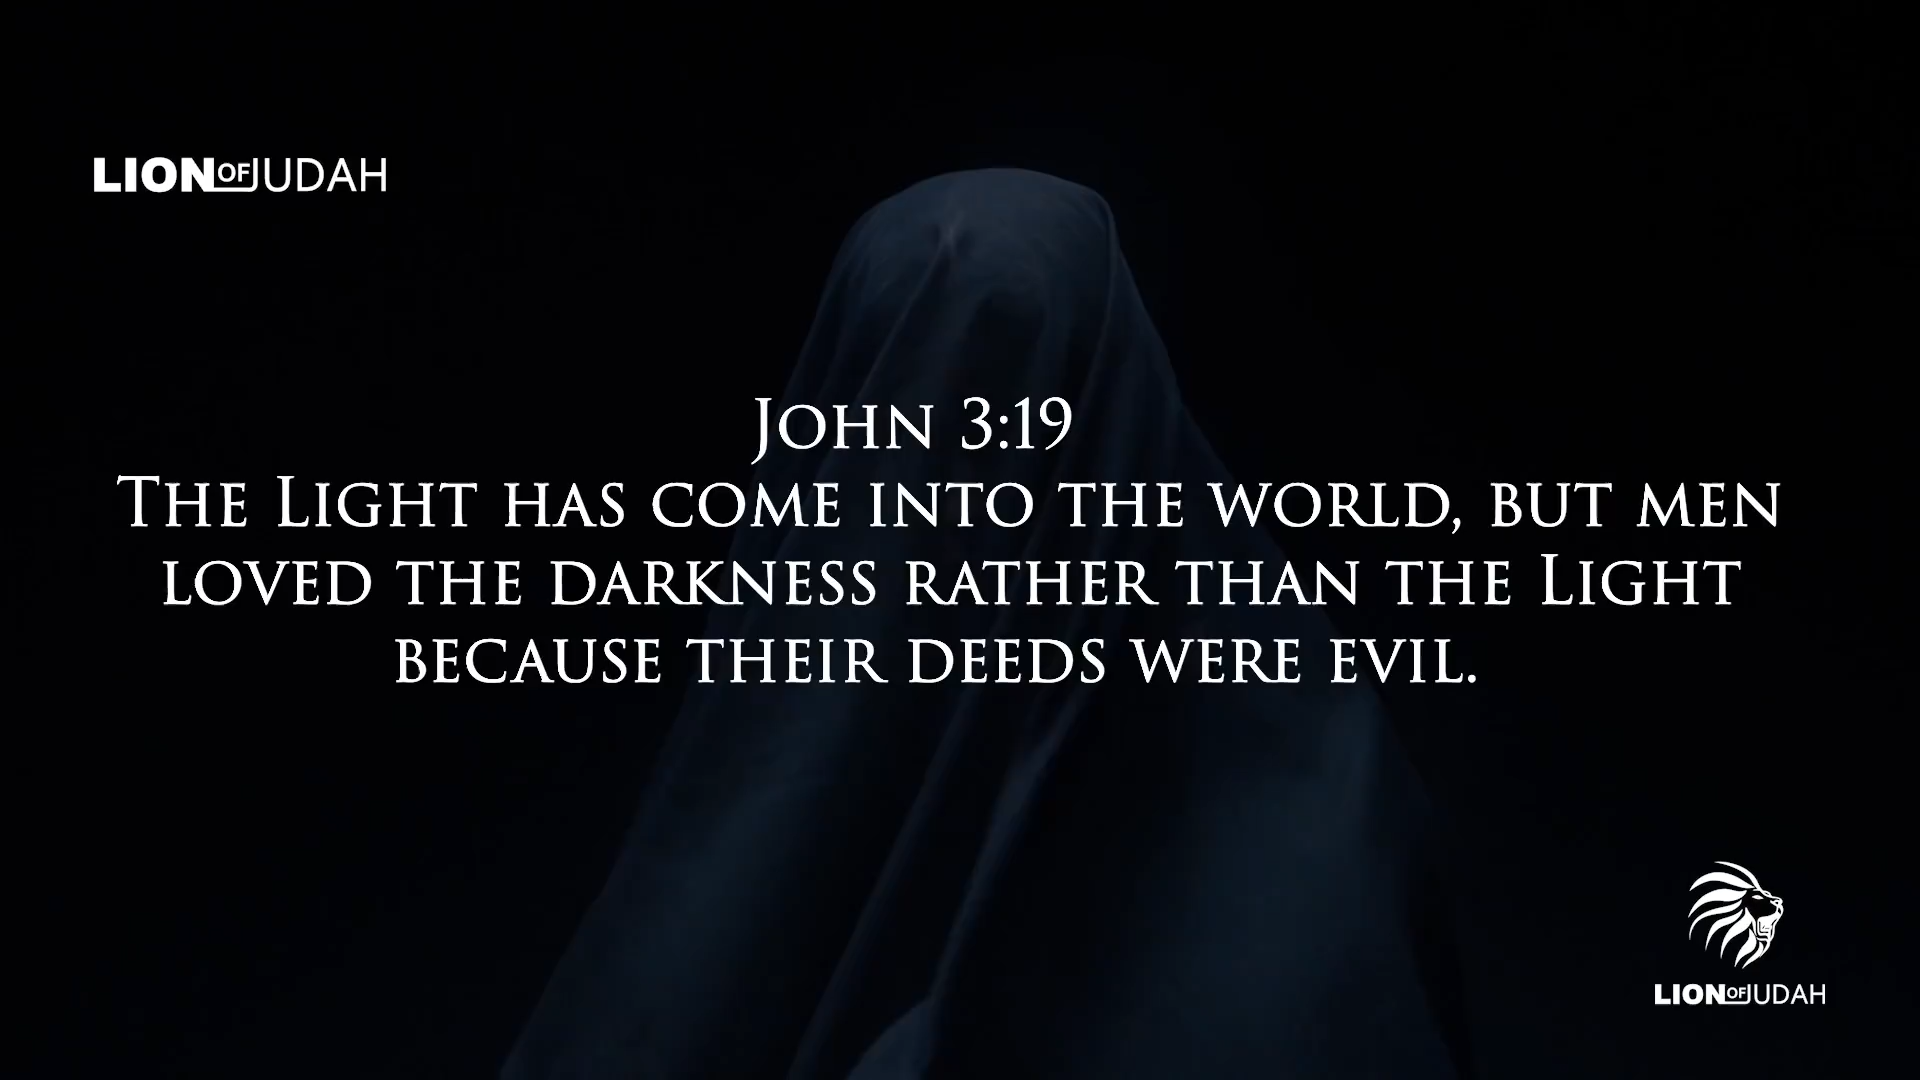 LION OF JUDAH
John 3:19
The Light has come into the world, but men
loved the darkness rather than the Light
because their deeds were evil.
LION OF JUDAH